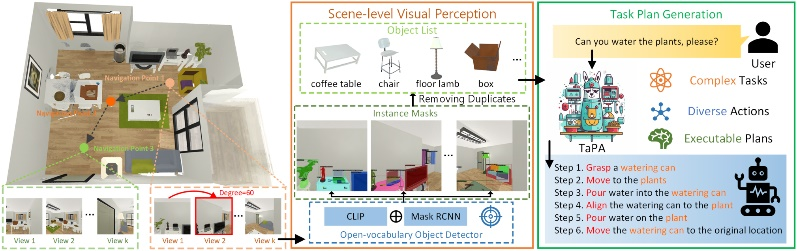 Navigation Point 1
Navigation Point 3
Degree=60
View 1
View 2
View k
View 1
View 2
View k
Scene-level Visual Perception
Object List
coffee table
chair
floor lamb
box
...
Removing Duplicates
Instance Masks
...
CLIP
Mask RCNN
Open-vocabulary Object Detector
Task Plan Generation
Can you water the plants, please?
User
TaPA
Complex Tasks
Diverse Actions
Executable Plans
Step 1. Grasp a watering can
Step 2. Move to the plants
Step 3. Pour water into the watering can
Step 4. Align the watering can to the plant
Step 5. Pour water on the plant
Step 6. Move the watering can to the original location